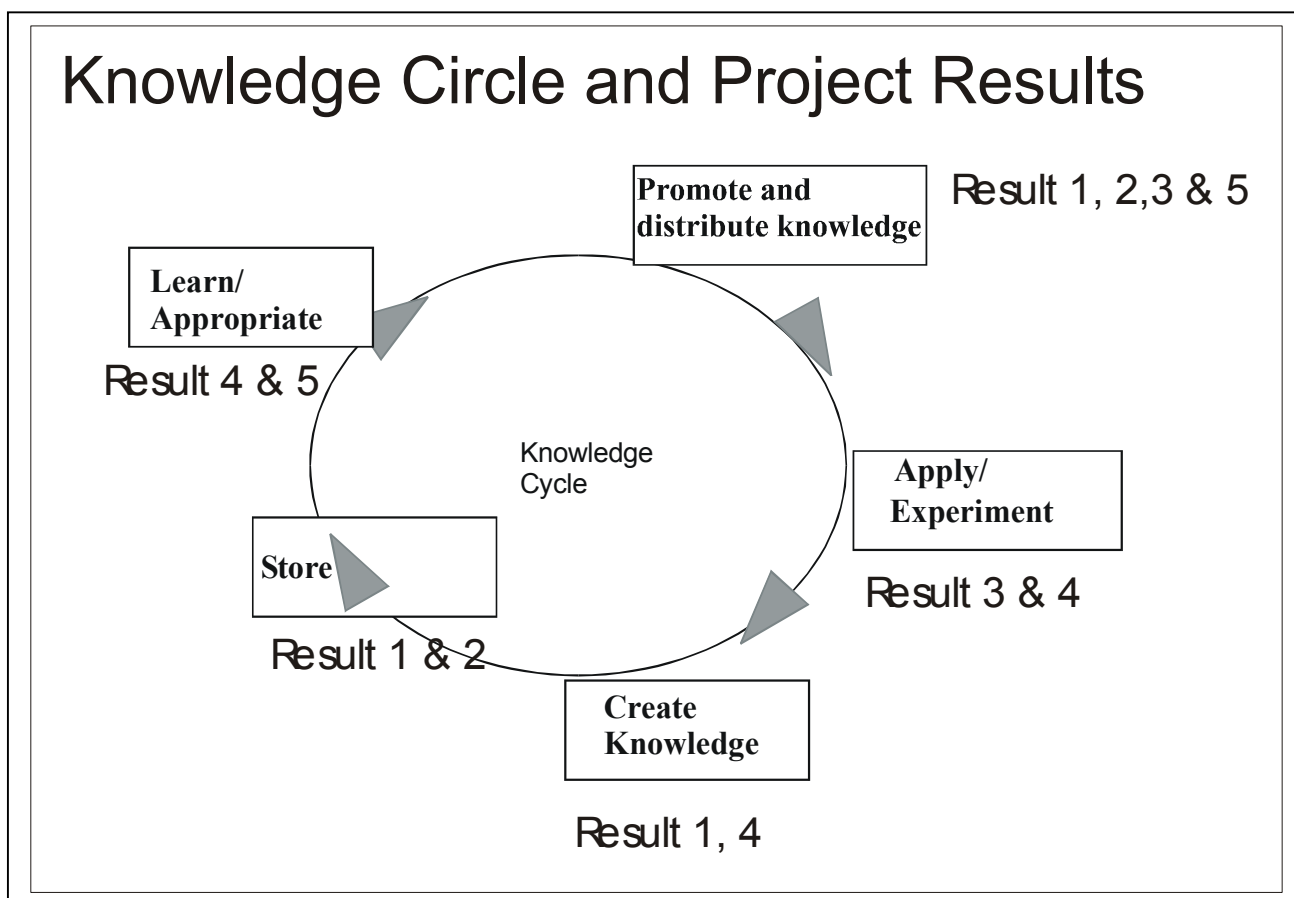 Knowledge Circle and Project Results
Promote and
distribute knowledge
Result 1, 2,3 & 5
Learn/
Appropriate
Result 4 & 5
Knowledge
Cycle
Apply/
Experiment
Result 3 & 4
Store
Result 1 & 2
Create
Knowledge
Result 1, 4